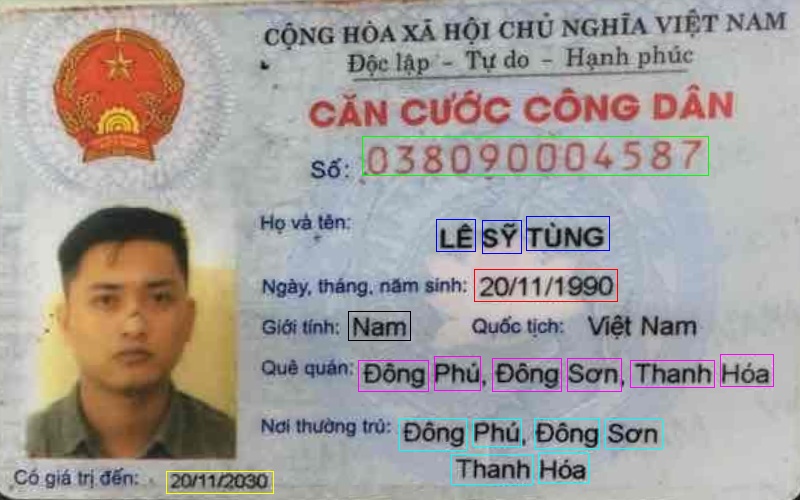 CỘNG HÒA XÃ HỘI CHỦ NGHĨA VIỆT NAM
Độc lập - Tự do - Hạnh phúc
CĂN CƯỚC CÔNG DÂN
Số: 038090004587
Họ và tên: LÊ SỸ TÙNG
Ngày, tháng, năm sinh: 20/11/1990
Giới tính: Nam Quốc tịch: Việt Nam
Quê quán: Đông Phú, Đông Sơn, Thanh Hóa
Nơi thường trú: Đông Phú, Đông Sơn
Thanh Hóa
Có giá trị đến: 20/11/2030